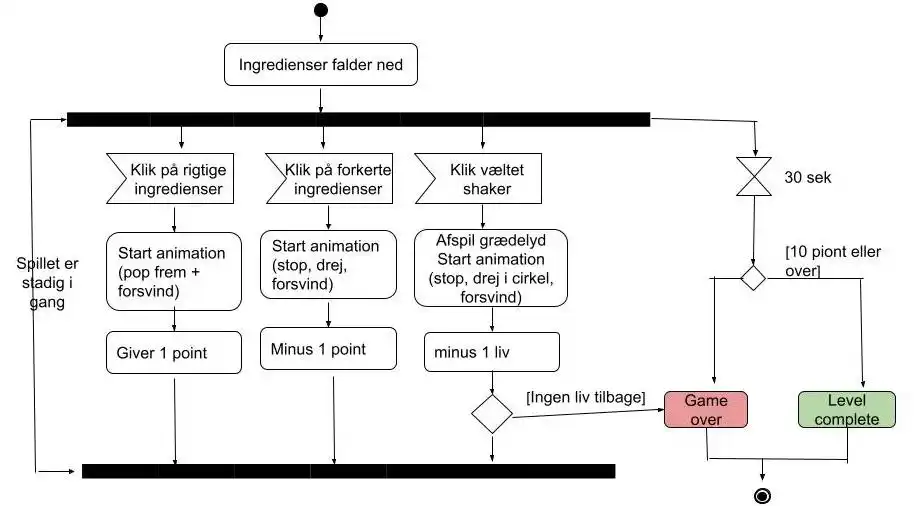 Ingredienser falder ned
Klik på rigtige
ingredienser
Klik på forkerte
ingredienser
Klik væltet
shaker
30 sek
Start animation
(pop frem +
forsvind)
Start animation
(stop, drej,
forsvind)
Afspil grædelyd
Start animation
(stop, drej i cirkel,
forsvind)
[10 piont eller
over]
Spillet er
stadig i
gang
Giver 1 point
Minus 1 point
minus 1 liv
[Ingen liv tilbage]
Game
over
Level
complete